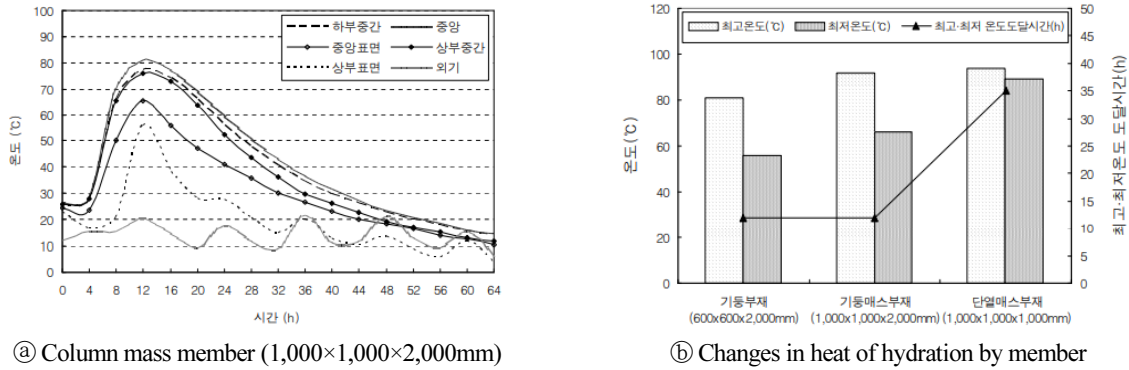 100
90
80
70
60
50
40
30
20
10
0
온도 (℃)
하부중간
중앙
중앙표면
상부중간
상부표면
외기
0 4 8 12 16 20 24 28 32 36 40 44 48 52 56 60 64
시간 (h)
ⓐ Column mass member (1,000×1,000×2,000mm)
120
100
80
60
40
20
0
온도(℃)
최고온도(℃)
최저온도(℃)
최고·최저 온도도달시간(h)
50
45
40
35
30
25
20
15
10
5
0
최고·최저온도 도달시간(h)
기둥부재
(600x600x2,000mm)
기둥매스부재
(1,000x1,000x2,000mm)
단열매스부재
(1,000x1,000x1,000mm)
ⓑ Changes in heat of hydration by member